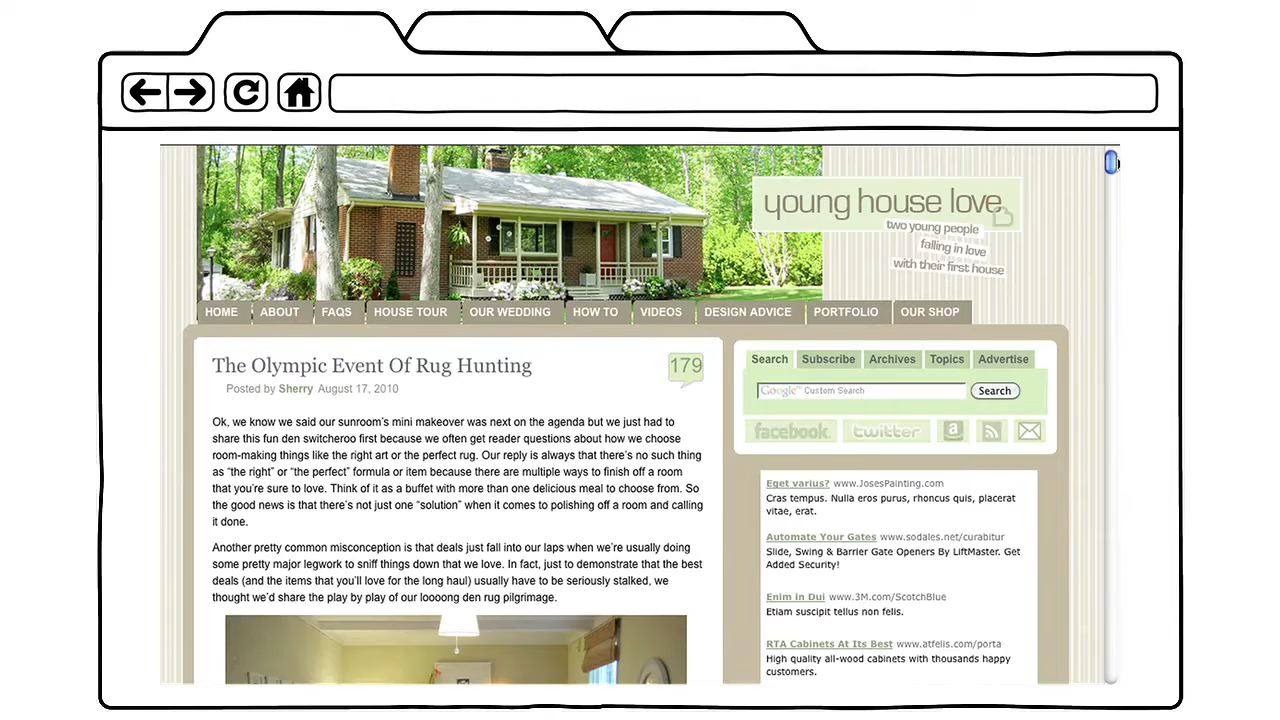 young house love
two young people
falling in love
with their first house
HOME ABOUT FAQS HOUSE TOUR OUR WEDDING HOW TO VIDEOS DESIGN ADVICE PORTFOLIO OUR SHOP
The Olympic Event Of Rug Hunting
179
Posted by Sherry August 17, 2010
Ok, we know we said our sunroom's mini makeover was next on the agenda but we just had to
share this fun den switcheroo first because we often get reader questions about how we choose
room-making things like the right art or the perfect rug. Our reply is always that there's no such thing
as “the right” or “the perfect” formula or item because there are multiple ways to finish off a room
that you're sure to love. Think of it as a buffet with more than one delicious meal to choose from. So
the good news is that there's not just one “solution” when it comes to polishing off a room and calling
it done.
Another pretty common misconception is that deals just fall into our laps when we're usually doing
some pretty major legwork to sniff things down that we love. In fact, just to demonstrate that the best
deals (and the items that you'll love for the long haul) usually have to be seriously stalked, we
thought we'd share the play by play of our loooong den rug pilgrimage.
Search Subscribe Archives Topics Advertise
Google™ Custom Search Search
facebook. twitter a
Eget varius? www.JosesPainting.com
Cras tempus. Nulla eros purus, rhoncus quis, placerat
vitae, erat.
Automate Your Gates www.sodales.net/curabitur
Slide, Swing & Barrier Gate Openers By LiftMaster. Get
Added Security!
Enim in Dui www.3M.com/ScotchBlue
Etiam suscipit tellus non felis.
RTA Cabinets At Its Best www.atfelis.com/porta
High quality all-wood cabinets with thousands happy
customers.